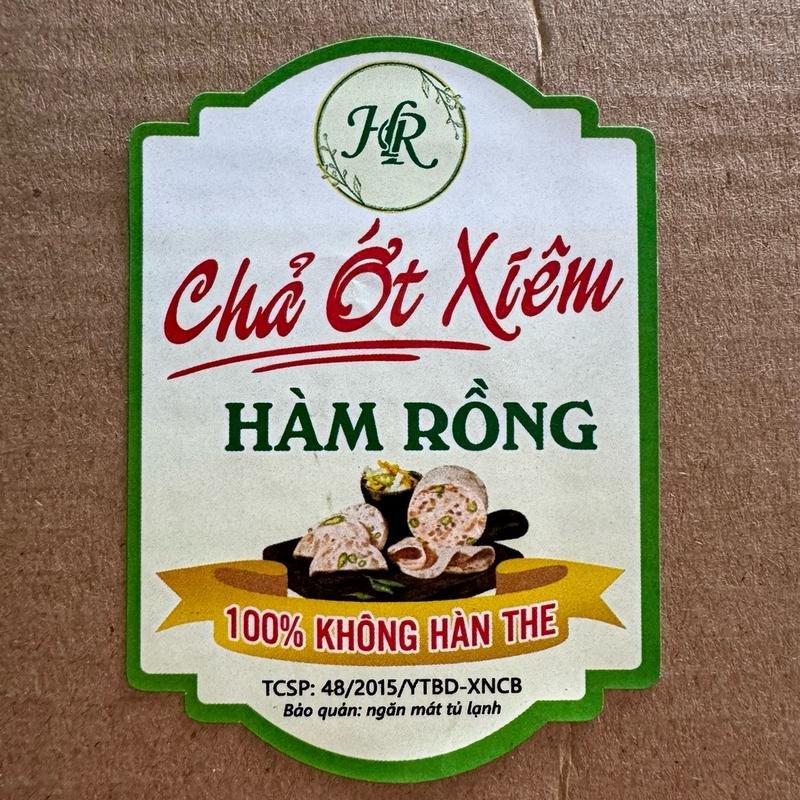 HR
Chả Ớt Xiêm
HÀM RỒNG
100% KHÔNG HÀN THE
TCSP: 48/2015/YTBD-XNCB
Bảo quản: ngăn mát tủ lạnh